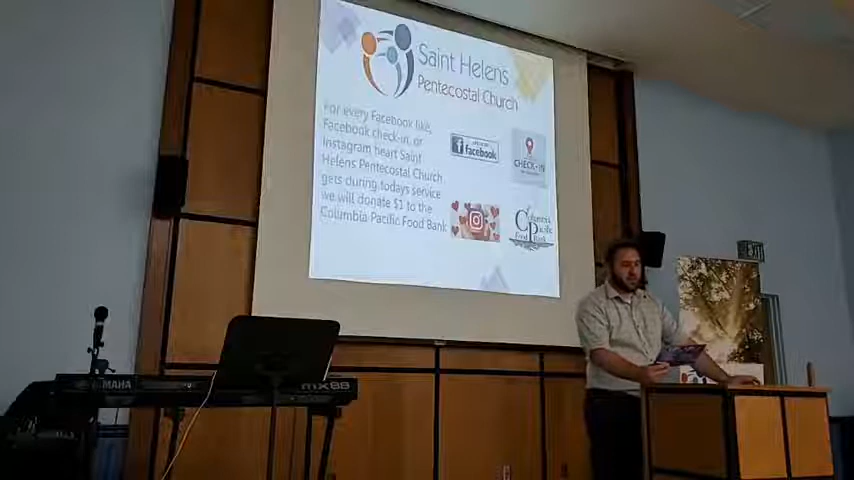 Saint Helens
Pentecostal Church
For every Facebook like,
Facebook check-in, or
Instagram heart Saint
Helens Pentecostal Church
gets during todays service
we will donate $1 to the
Columbia Pacific Food Bank
facebook
CHECK-IN
Columbia
Pacific
Food Bank
EXIT
YAMAHA
MX88